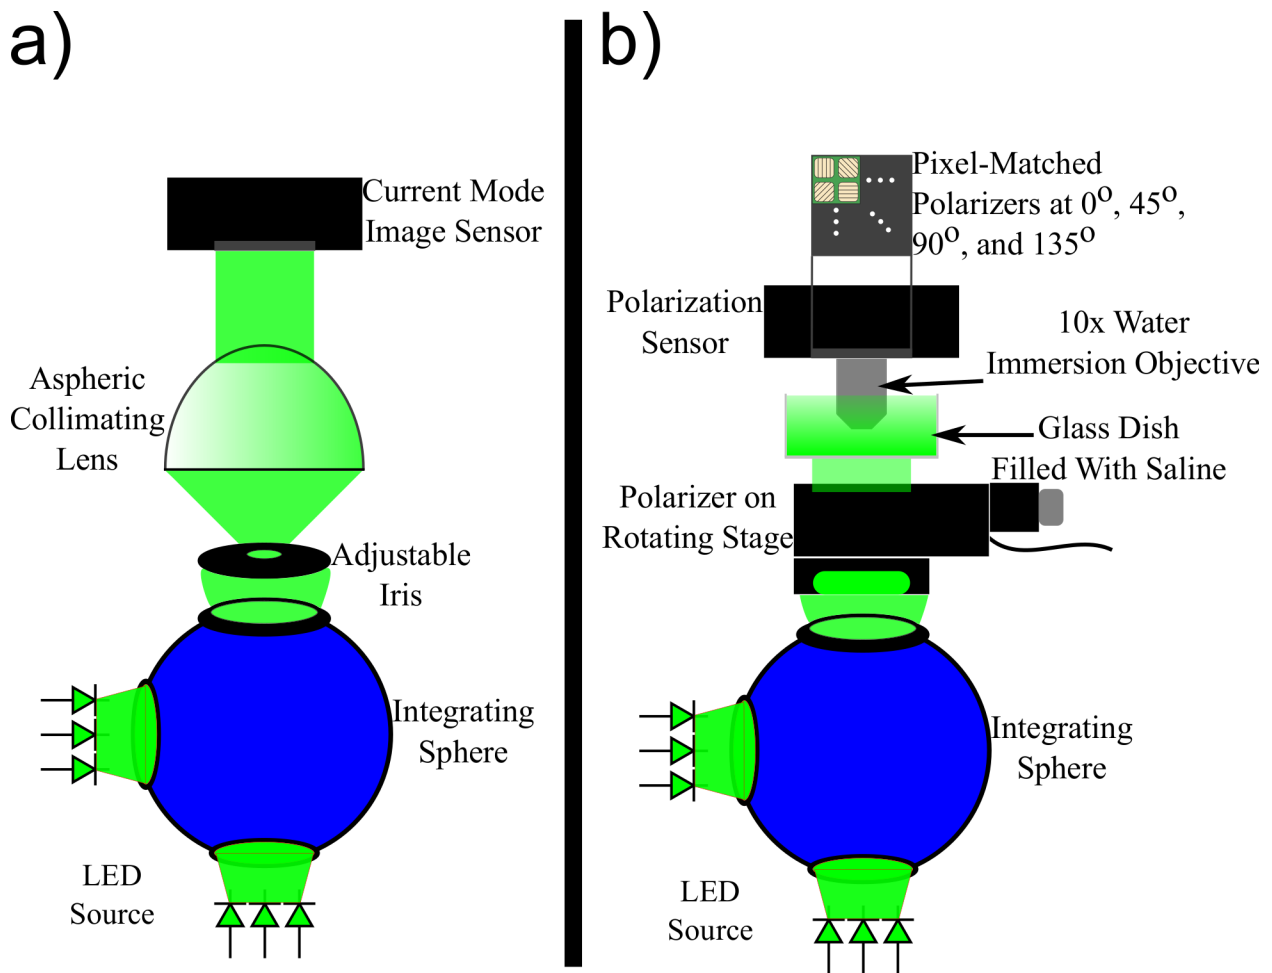 a)
Current Mode
Image Sensor
Aspheric
Collimating
Lens
Adjustable
Iris
Integrating
Sphere
LED
Source
b)
Pixel-Matched
Polarizers at 0º, 45º,
90º, and 135º
Polarization
Sensor
10x Water
Immersion Objective
Glass Dish
Filled With Saline
Polarizer on
Rotating Stage
Integrating
Sphere
LED
Source